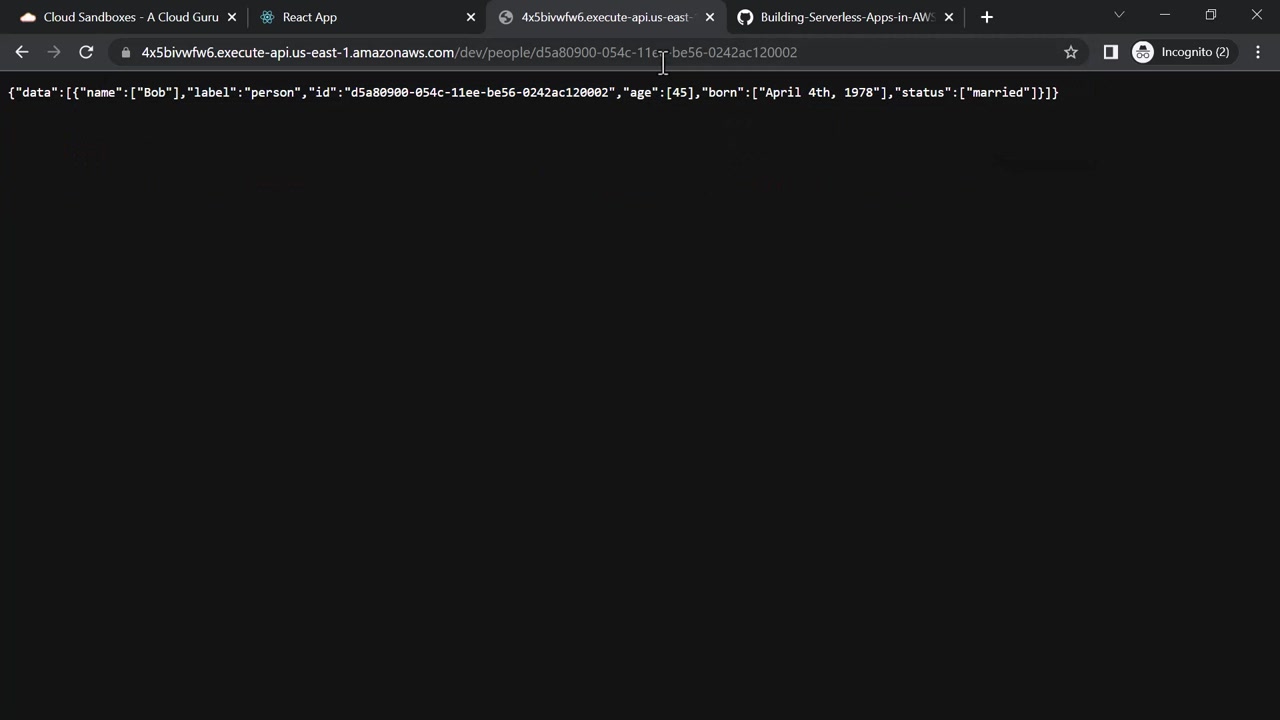 Cloud Sandboxes - A Cloud Guru
React App
4x5bivwfw6.execute-api.us-east-
Building-Serverless-Apps-in-AWS
4x5bivwfw6.execute-api.us-east-1.amazonaws.com/dev/people/d5a80900-054c-11ee-be56-0242ac120002
Incognito (2)
{"data":[{"name":["Bob"],"label":"person","id":"d5a80900-054c-11ee-be56-0242ac120002","age":[45],"born":["April 4th, 1978"],"status":["married"]}]}